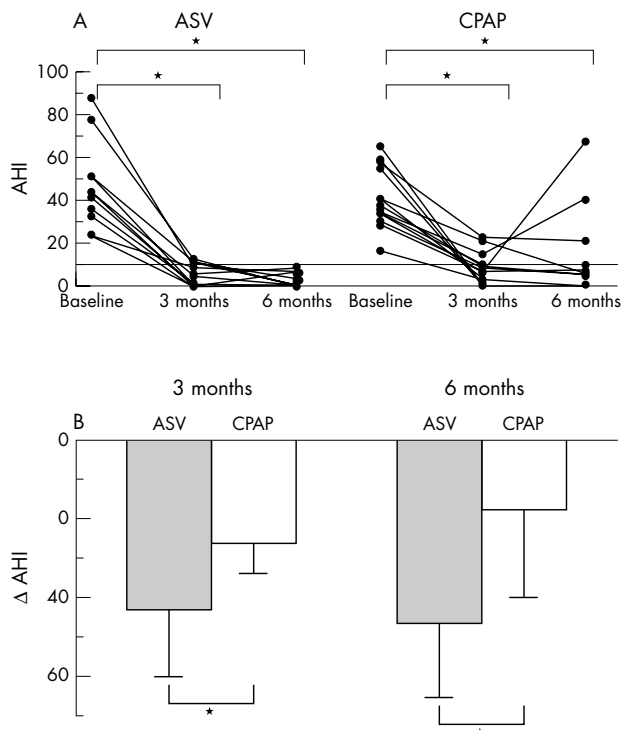 A ASV CPAP
★ ★
★ ★
100
80
60
40
20
0
AHI
Baseline 3 months 6 months Baseline 3 months 6 months
3 months 6 months
B ASV CPAP ASV CPAP
0
0
40
60
Δ AHI
★